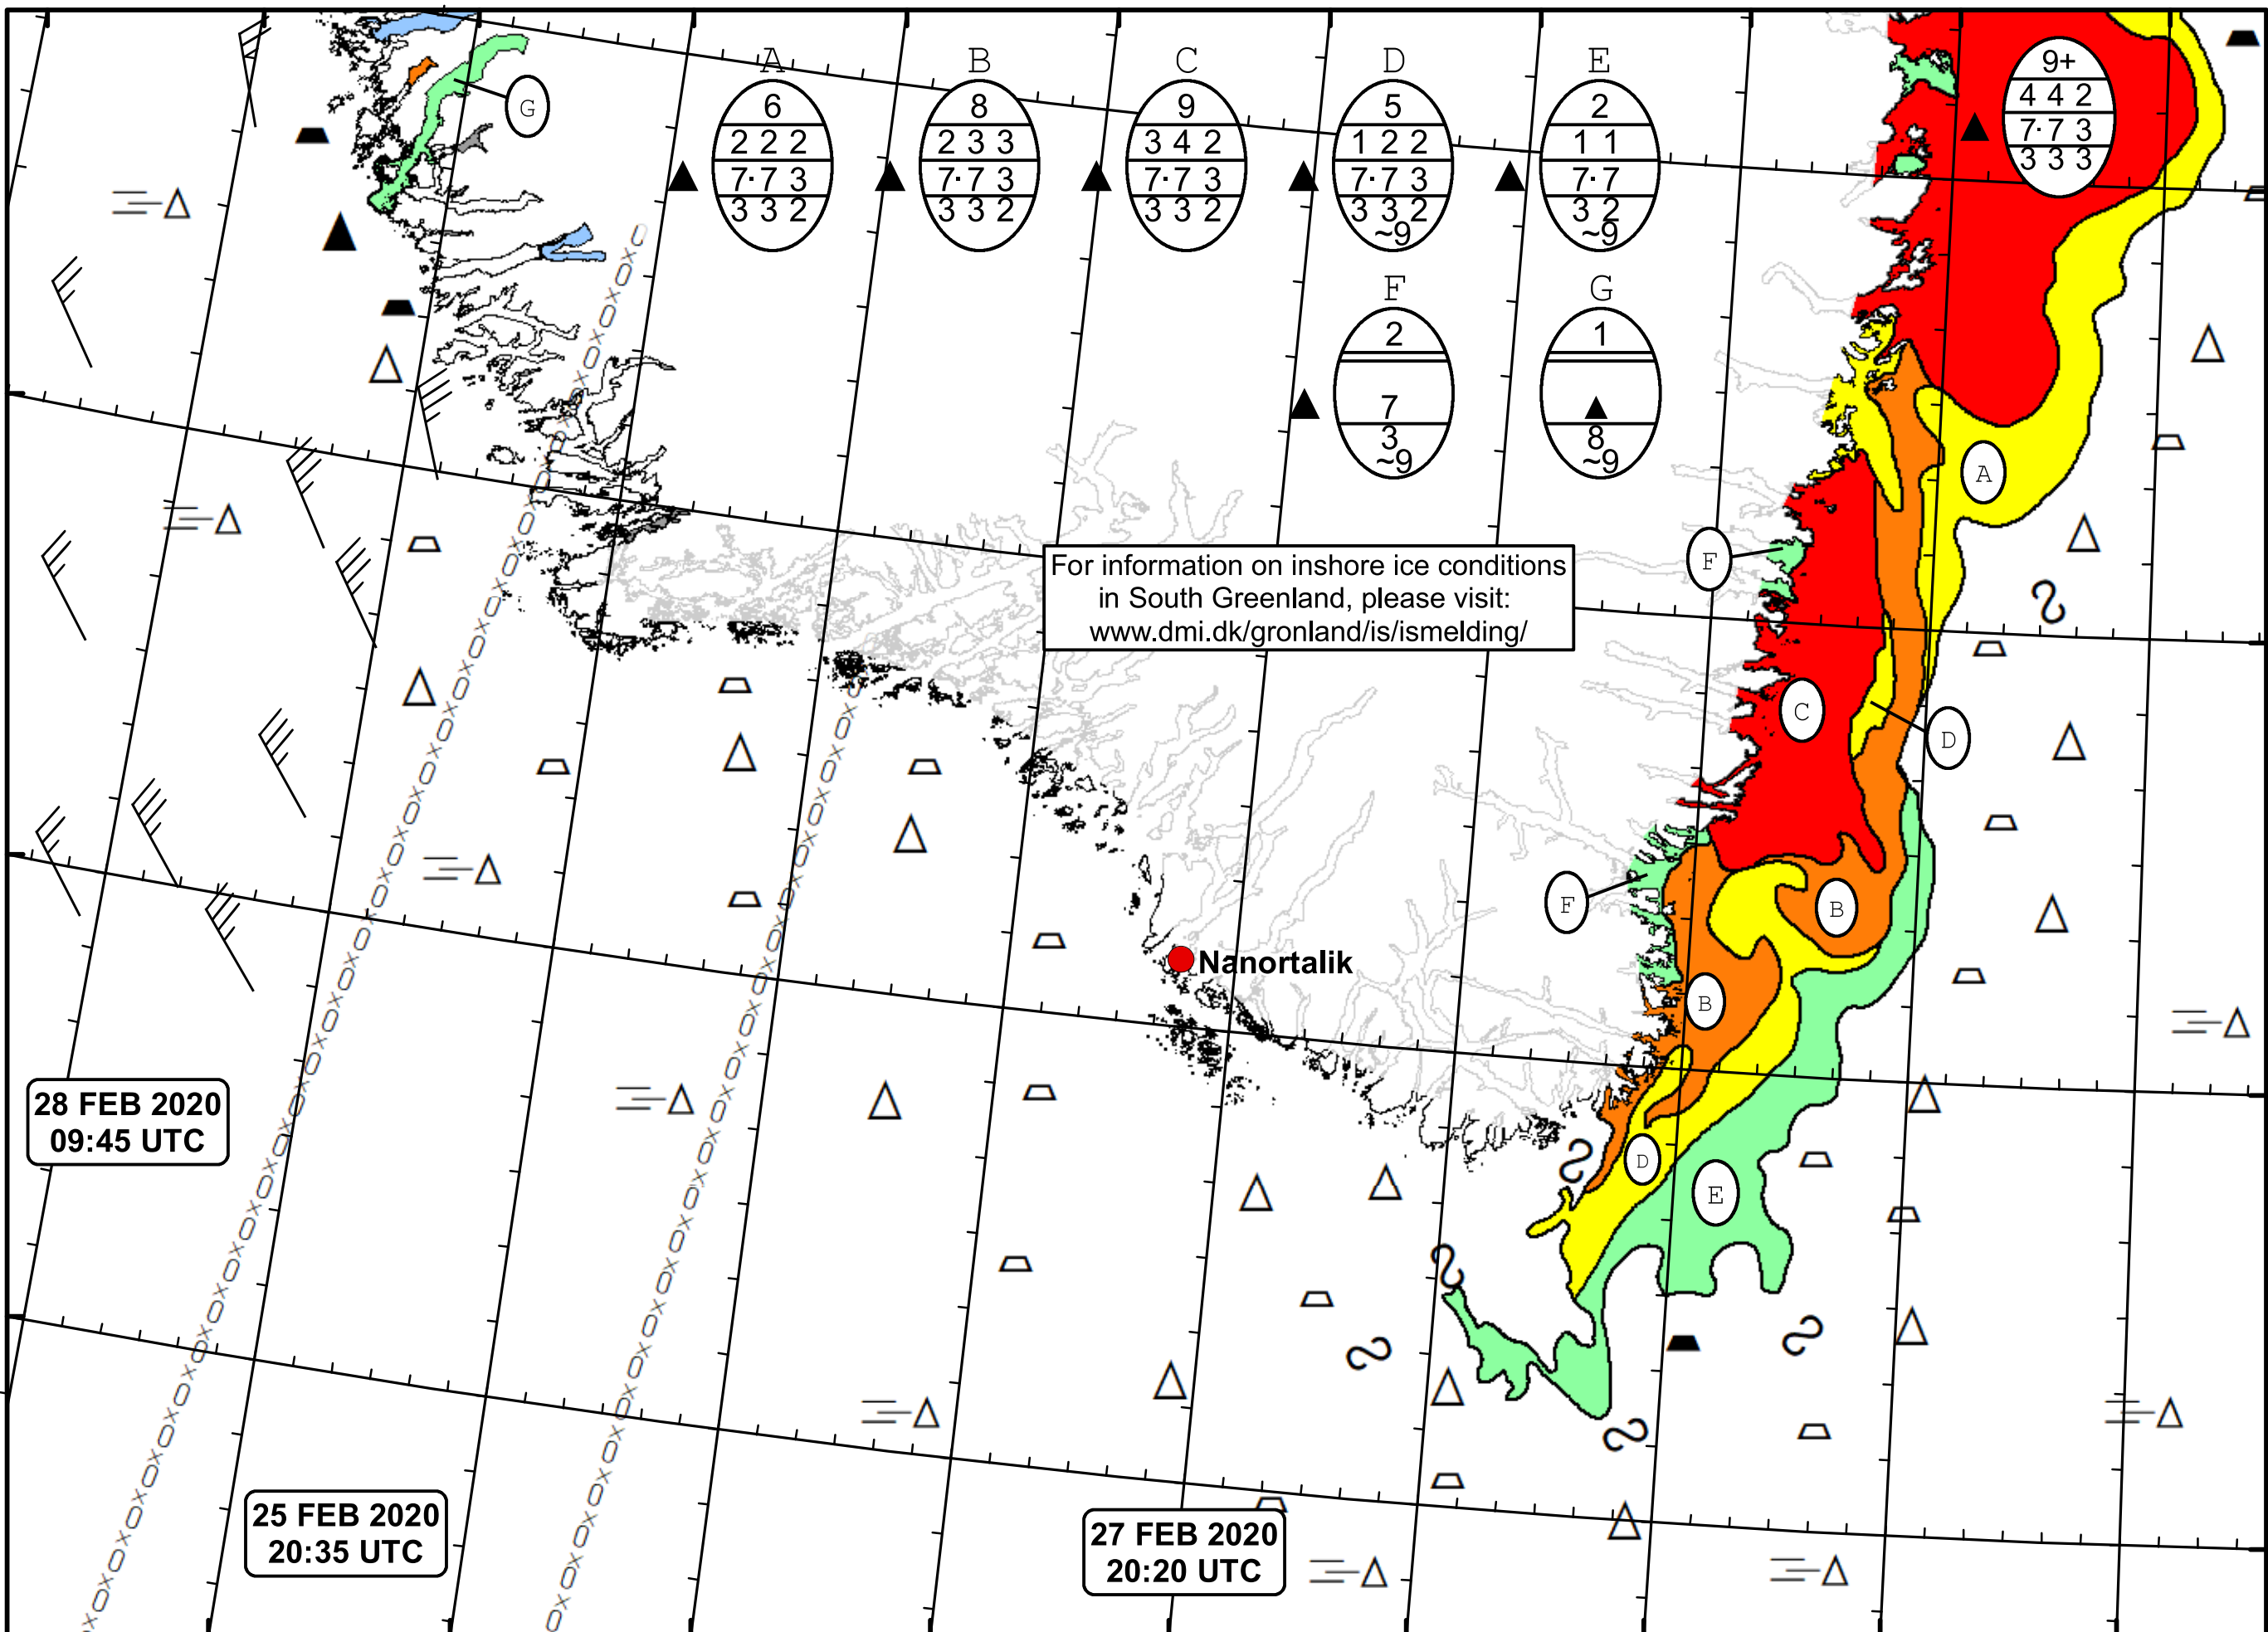 A
6
2 2 2
7· 7 3
3 3 2
B
8
2 3 3
7· 7 3
3 3 2
C
9
3 4 2
7· 7 3
3 3 2
D
5
1 2 2
7· 7 3
3 3 2
~9
E
2
1 1
7· 7
3 2
~9
9+
4 4 2
7· 7 3
3 3 3
F
2
7
3
~9
G
1
8
~9
G
A
F
For information on inshore ice conditions
in South Greenland, please visit:
www.dmi.dk/gronland/is/ismelding/
C
D
F
B
Nanortalik
B
28 FEB 2020
09:45 UTC
D
E
25 FEB 2020
20:35 UTC
27 FEB 2020
20:20 UTC